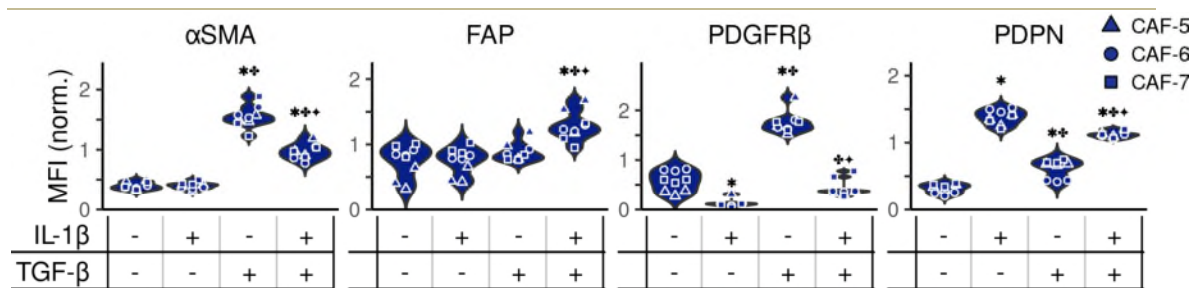 αSMA FAP PDGFRβ PDPN
CAF-5
CAF-6
CAF-7
MFI (norm.)
2 1 0
2 1 0
2 1 0
2 1 0
*✣ *✣✦ *✣✦ * *✣ ✣✦ * *✣ *✣✦
IL-1β - + - + - + - + - + - + - + - +
TGF-β - - + + - - + + - - + + - - + +